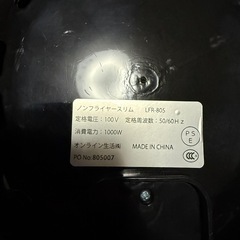 ノンフライヤースリム LFR-805
定格電圧：100V 定格周波数：50/60Hz
消費電力：1000W
オンライン生活㈱ MADE IN CHINA
PO No 805007
PSE